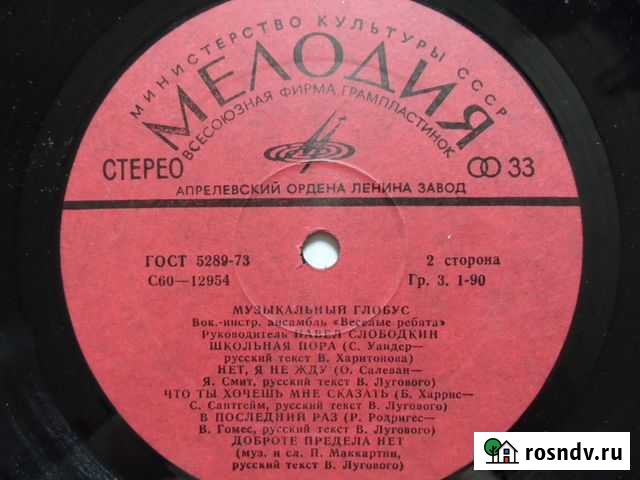 МИНИСТЕРСТВО КУЛЬТУРЫ СССР
МЕЛОДИЯ
ВСЕСОЮЗНАЯ ФИРМА ГРАМПЛАСТИНОК
СТЕРЕО
33
АПРЕЛЕВСКИЙ ОРДЕНА ЛЕНИНА ЗАВОД
ГОСТ 5289-73
2 сторона
С60—12954
Гр. 3. 1-90
МУЗЫКАЛЬНЫЙ ГЛОБУС
Вок.-инстр. ансамбль «Веселые ребята»
Руководитель ПАВЕЛ СЛОБОДКИН
ШКОЛЬНАЯ ПОРА (С. Уандер—
русский текст В. Харитонова)
НЕТ, Я НЕ ЖДУ (О. Салеван—
Я. Смит, русский текст В. Лугового)
ЧТО ТЫ ХОЧЕШЬ МНЕ СКАЗАТЬ (Б. Харрис—
С. Саптгейм, русский текст В. Лугового)
В ПОСЛЕДНИЙ РАЗ (Р. Родригес—
В. Гомес, русский текст В. Лугового)
ДОБРОТЕ ПРЕДЕЛА НЕТ
(муз. и сл. П. Маккартни,
русский текст В. Лугового)
rosndv.ru